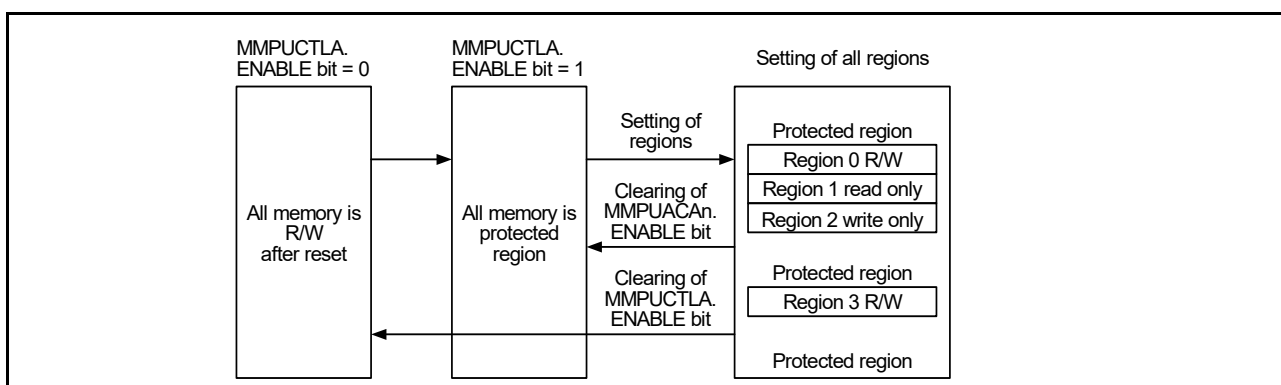 MMPUCTLA.
ENABLE bit = 0
MMPUCTLA.
ENABLE bit = 1
Setting of all regions
All memory is
R/W
after reset
All memory is
protected
region
Setting of
regions
Clearing of
MMPUACAn.
ENABLE bit
Clearing of
MMPUCTLA.
ENABLE bit
Protected region
Region 0 R/W
Region 1 read only
Region 2 write only
Protected region
Region 3 R/W
Protected region